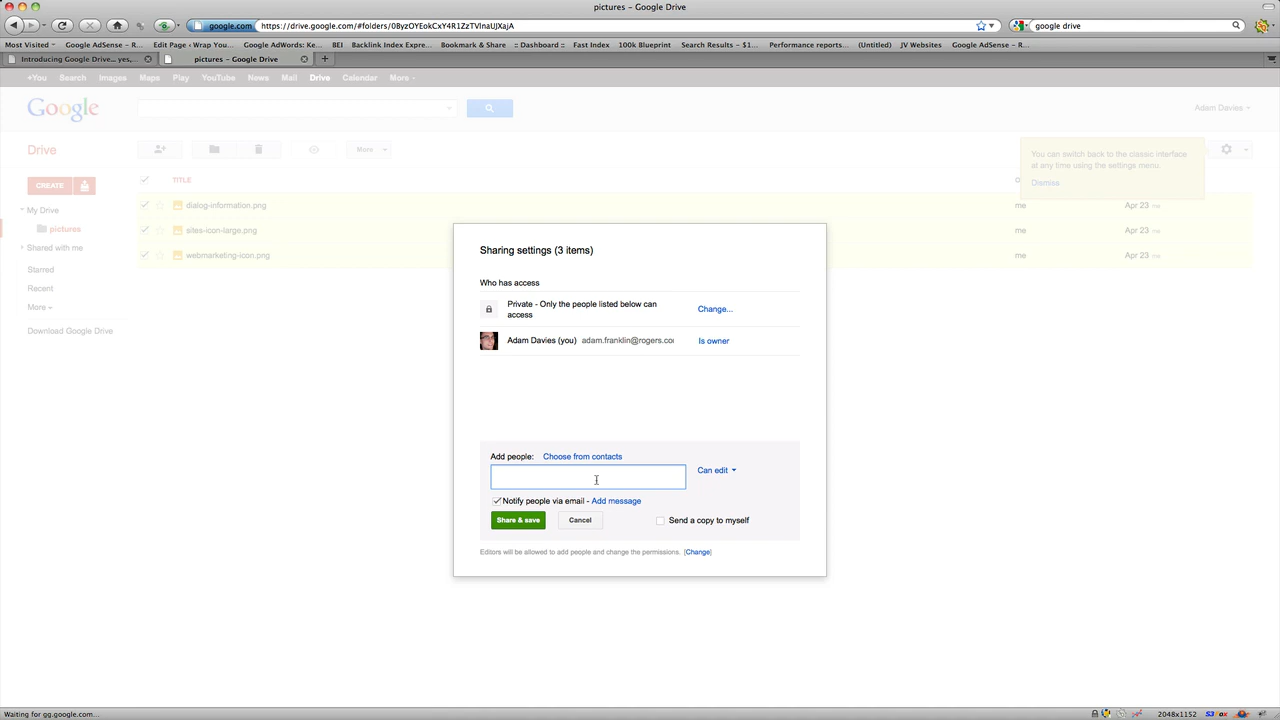 pictures - Google Drive
google.com https://drive.google.com/#folders/0ByzOYEokCxY4R1ZzTVlnaUJXajA google drive
Most Visited Google AdSense - R... Edit Page ‹ Wrap You... Google AdWords: Ke... BEI Backlink Index Expre... Bookmark & Share :: Dashboard :: Fast Index 100k Blueprint Search Results - $1... Performance reports... (Untitled) JV Websites Google AdSense - R...
Introducing Google Drive... yes,... pictures - Google Drive
+You Search Images Maps Play YouTube News Mail Drive Calendar More
Google Adam Davies
Drive More
You can switch back to the classic interface
at any time using the settings menu.
Dismiss
CREATE TITLE
My Drive
dialog-information.png me Apr 23 me
pictures
sites-icon-large.png me Apr 23 me
Shared with me
webmarketing-icon.png me Apr 23 me
Starred
Recent
More
Download Google Drive
Sharing settings (3 items)
Who has access
Private - Only the people listed below can
access
Change...
Adam Davies (you) adam.franklin@rogers.co Is owner
Add people: Choose from contacts
Can edit
Notify people via email - Add message
Share & save Cancel Send a copy to myself
Editors will be allowed to add people and change the permissions. [Change]
Waiting for gg.google.com... 2048x1152